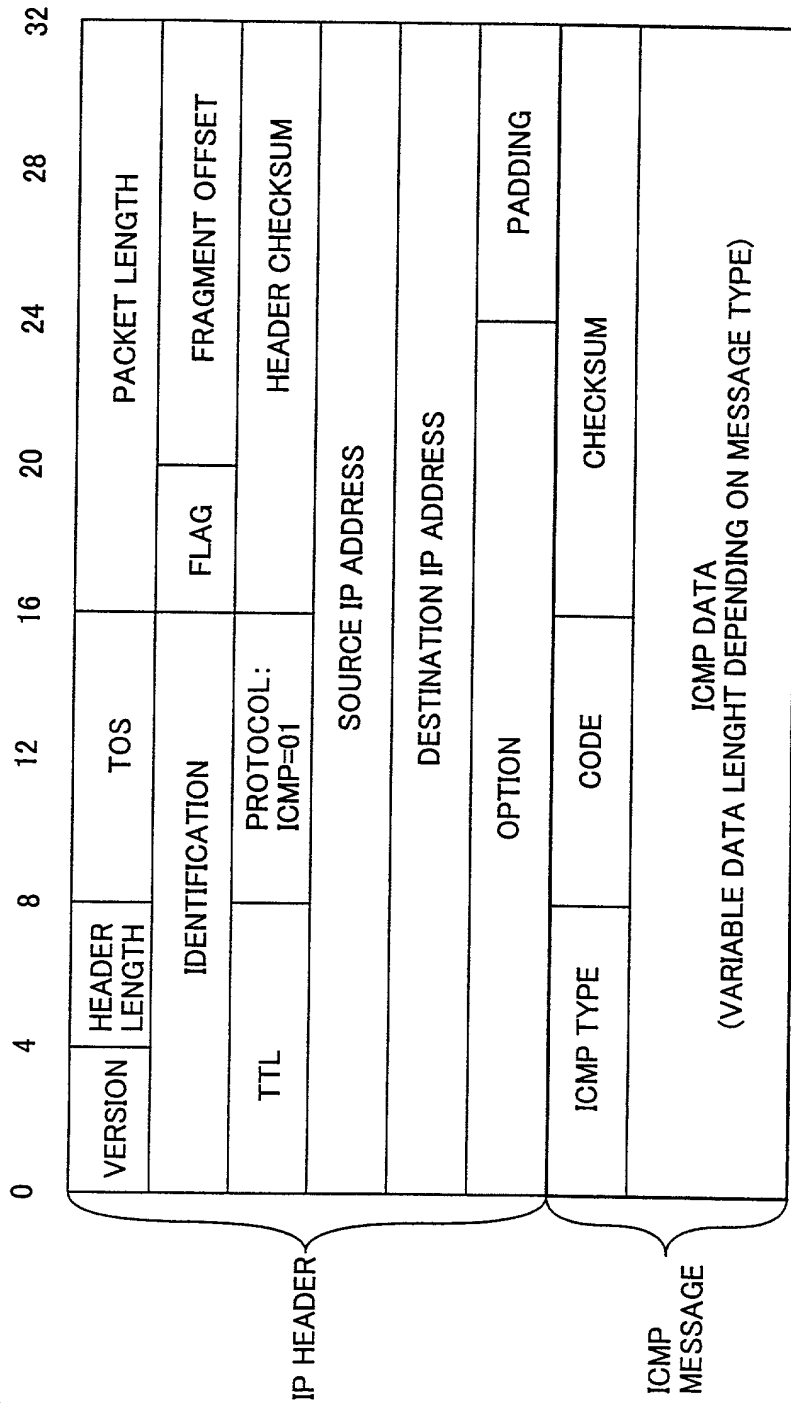 0 4 8 12 16 20 24 28 32
IP HEADER
VERSION
HEADER
LENGTH
TOS
PACKET LENGTH
IDENTIFICATION
FLAG
FRAGMENT OFFSET
TTL
PROTOCOL:
ICMP=01
HEADER CHECKSUM
SOURCE IP ADDRESS
DESTINATION IP ADDRESS
OPTION
PADDING
ICMP
MESSAGE
ICMP TYPE
CODE
CHECKSUM
ICMP DATA
(VARIABLE DATA LENGHT DEPENDING ON MESSAGE TYPE)